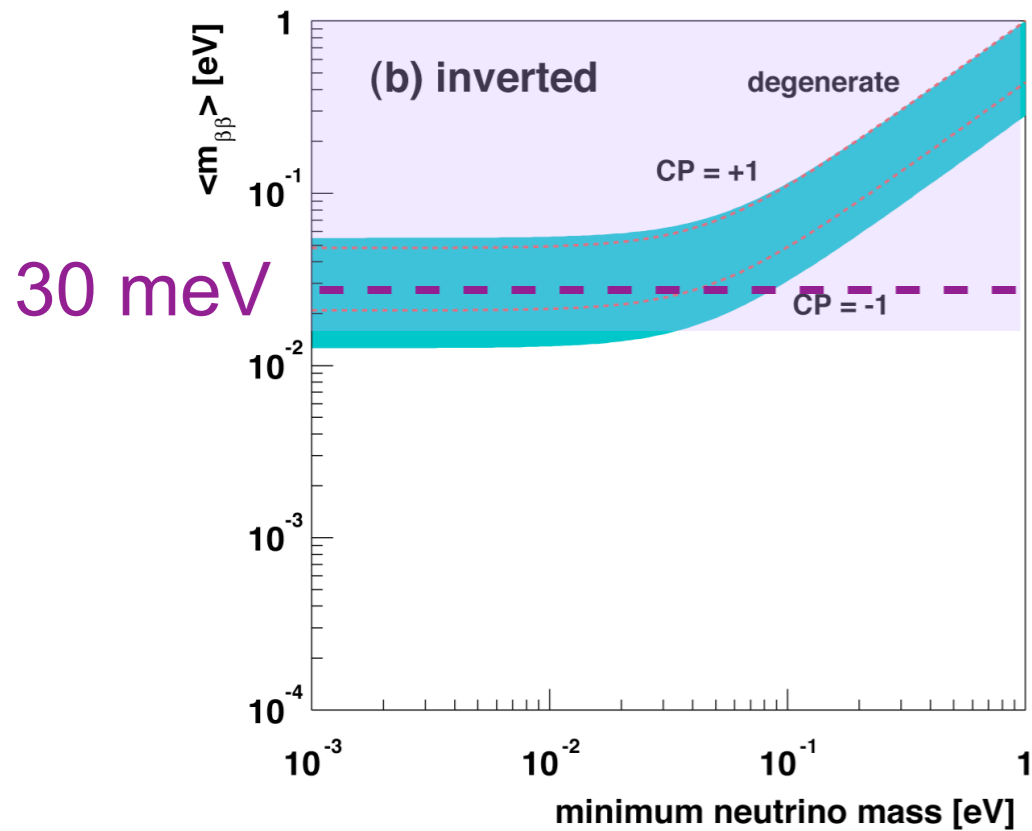 <m_ββ> [eV]
1
10^-1
10^-2
10^-3
10^-4
30 meV
(b) inverted
degenerate
CP = +1
CP = -1
10^-3
10^-2
10^-1
1
minimum neutrino mass [eV]